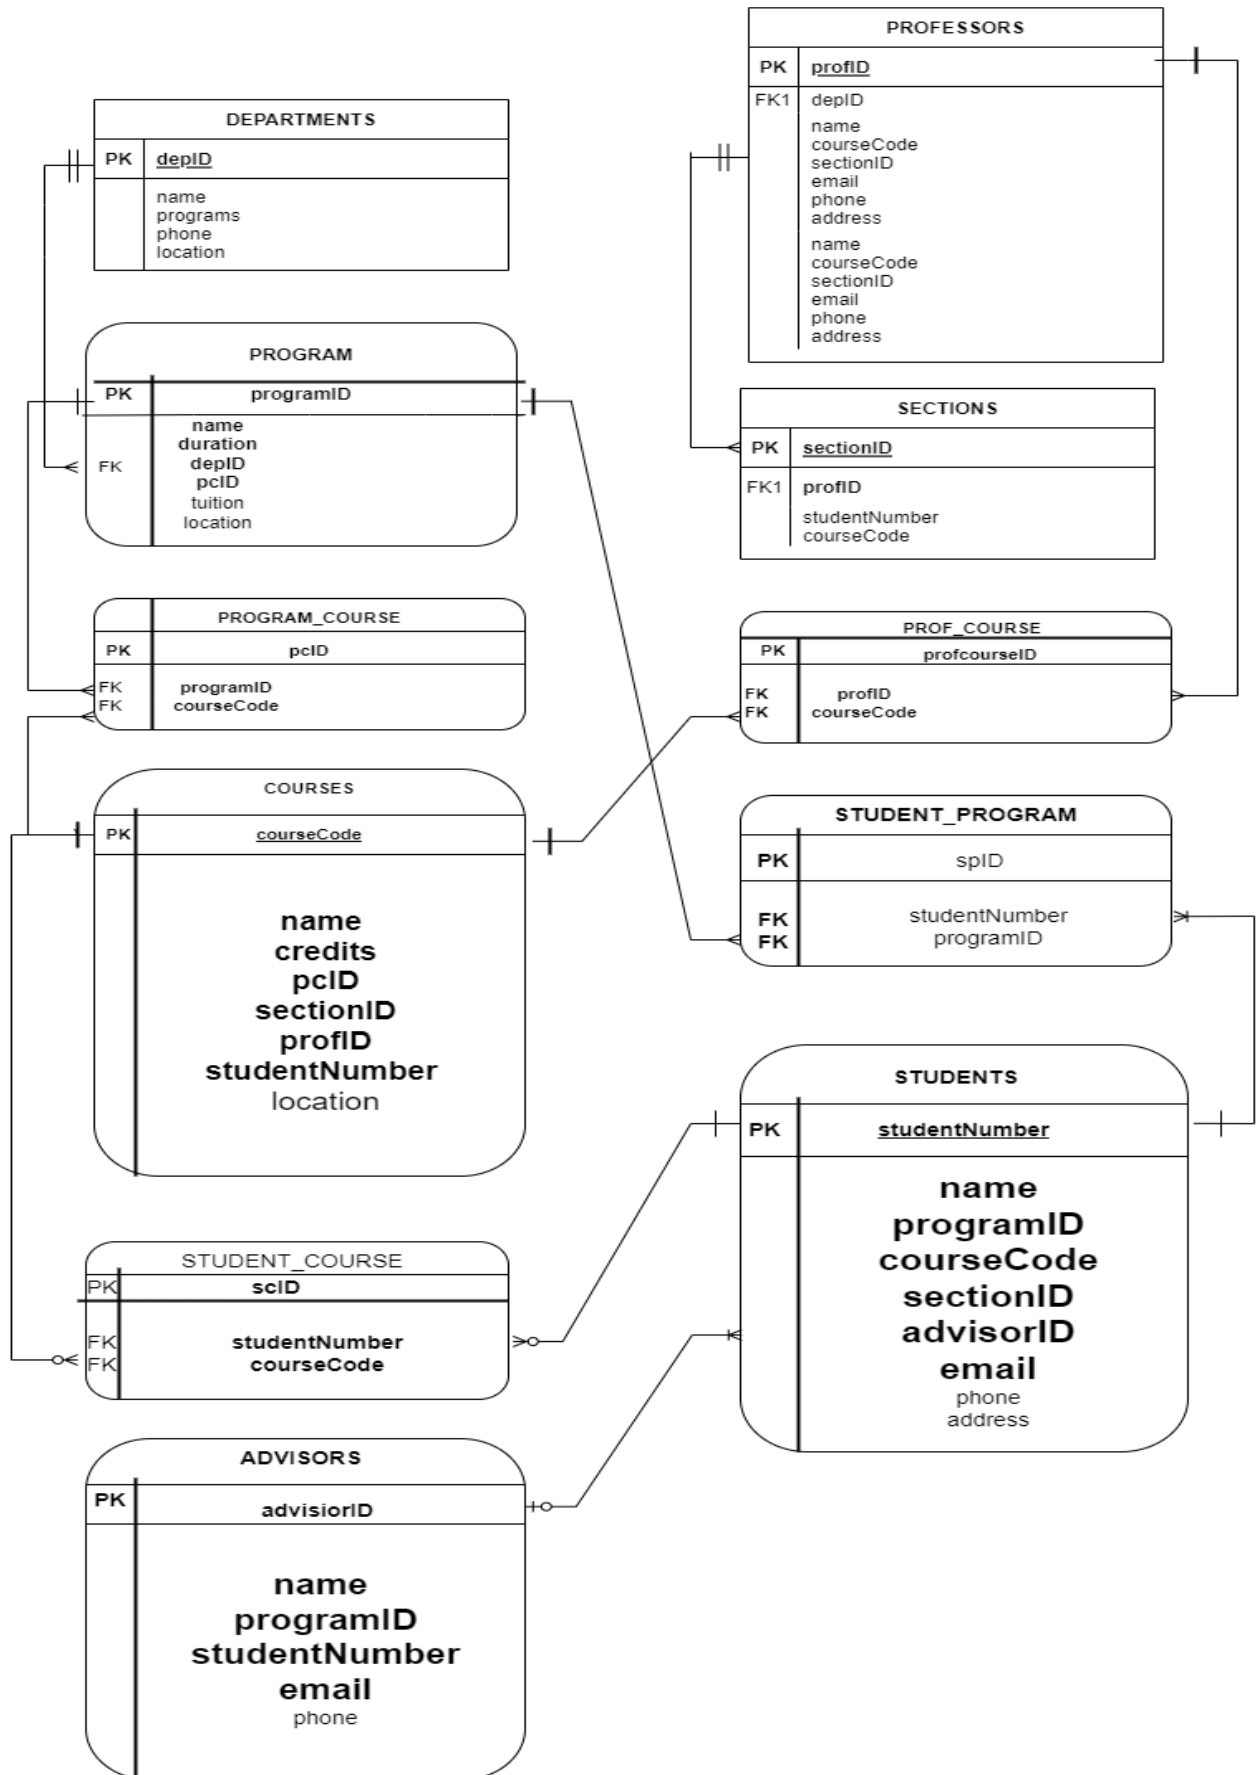 PROFESSORS
PK profID
FK1 depID
name
courseCode
sectionID
email
phone
address
name
courseCode
sectionID
email
phone
address
DEPARTMENTS
PK depID
name
programs
phone
location
PROGRAM
PK programID
name
duration
FK depID
pcID
tuition
location
SECTIONS
PK sectionID
FK1 profID
studentNumber
courseCode
PROGRAM_COURSE
PK pcID
FK programID
FK courseCode
PROF_COURSE
PK profcourseID
FK profID
FK courseCode
COURSES
PK courseCode
name
credits
pcID
sectionID
profID
studentNumber
location
STUDENT_PROGRAM
PK spID
FK studentNumber
FK programID
STUDENTS
PK studentNumber
name
programID
courseCode
sectionID
advisorID
email
phone
address
STUDENT_COURSE
PK scID
FK studentNumber
FK courseCode
ADVISORS
PK advisiorID
name
programID
studentNumber
email
phone